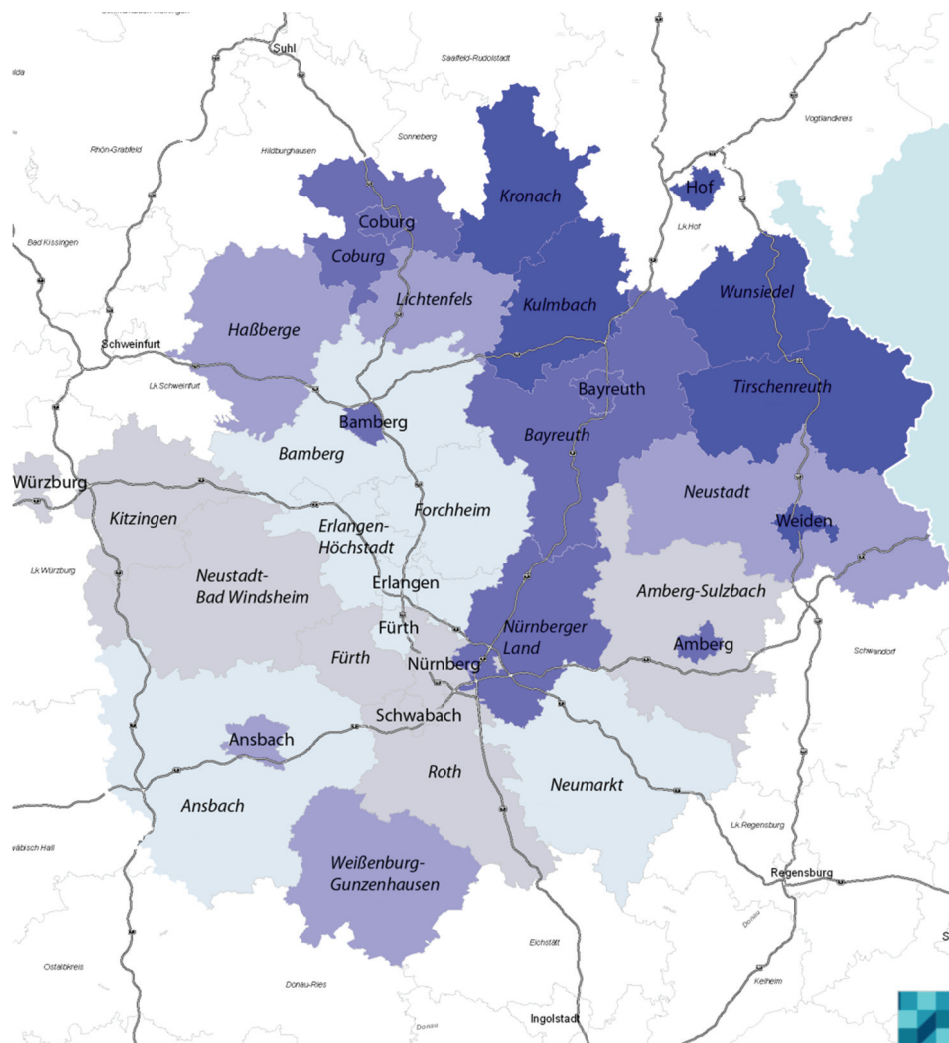 Suhl
Saalfeld-Rudolstadt
Vogtlandkreis
Sonneberg
Rhön-Grabfeld
Hildburghausen
Hof
Kronach
Coburg
Lk.Hof
Bad Kissingen
Coburg
Lichtenfels
Kulmbach
Wunsiedel
Haßberge
Schweinfurt
Lk.Schweinfurt
Bayreuth
Tirschenreuth
Bamberg
Bayreuth
Bamberg
Würzburg
Neustadt
Kitzingen
Forchheim
Weiden
Erlangen-
Höchstadt
Lk.Würzburg
Neustadt-
Bad Windsheim
Erlangen
Amberg-Sulzbach
Fürth
Nürnberger
Land
Amberg
Fürth
Nürnberg
Schwandorf
Schwabach
Ansbach
Roth
Neumarkt
Ansbach
Lk.Regensburg
Weißenburg-
Gunzenhausen
Regensburg
Donau
Eichstätt
Ostalbkreis
Donau-Ries
Kelheim
Ingolstadt
Donau